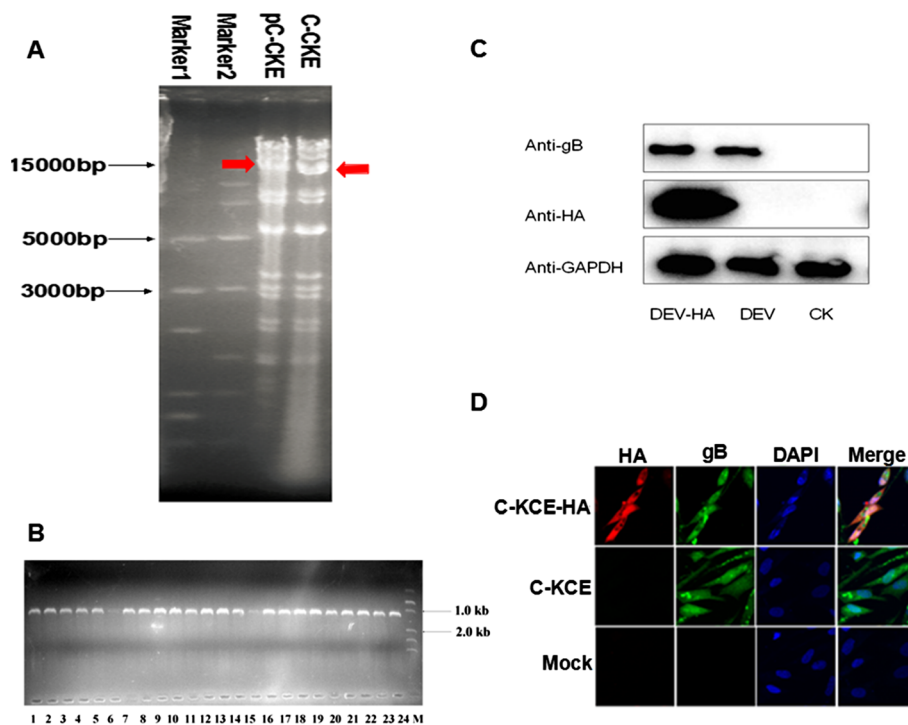 A
Marker1 Marker2 pC-CKE C-CKE
15000bp
5000bp
3000bp
B
1.0 kb
2.0 kb
1 2 3 4 5 6 7 8 9 10 11 12 13 14 15 16 17 18 19 20 21 22 23 24 M
C
Anti-gB
Anti-HA
Anti-GAPDH
DEV-HA DEV CK
D
HA gB DAPI Merge
C-KCE-HA
C-KCE
Mock